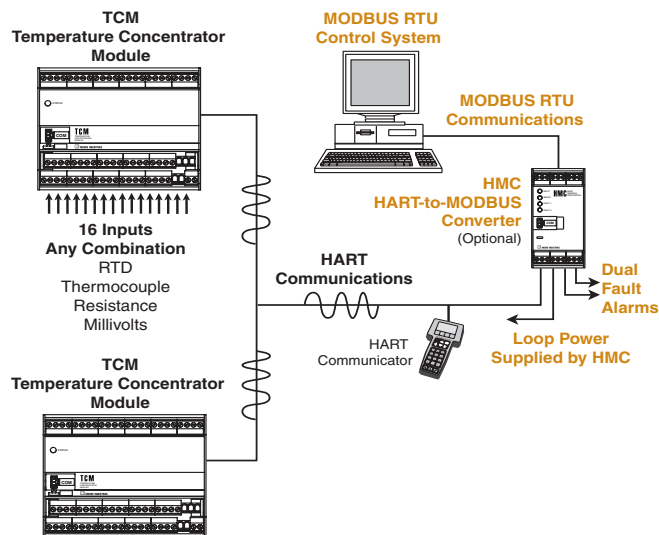 TCM
Temperature Concentrator
Module
TCM
COM
16 Inputs
Any Combination
RTD
Thermocouple
Resistance
Millivolts
MODBUS RTU
Control System
MODBUS RTU
Communications
HMC
HART-to-MODBUS
Converter
(Optional)
HMC
HART
Communications
HART
Communicator
Dual
Fault
Alarms
Loop Power
Supplied by HMC
TCM
Temperature Concentrator
Module
TCM
COM